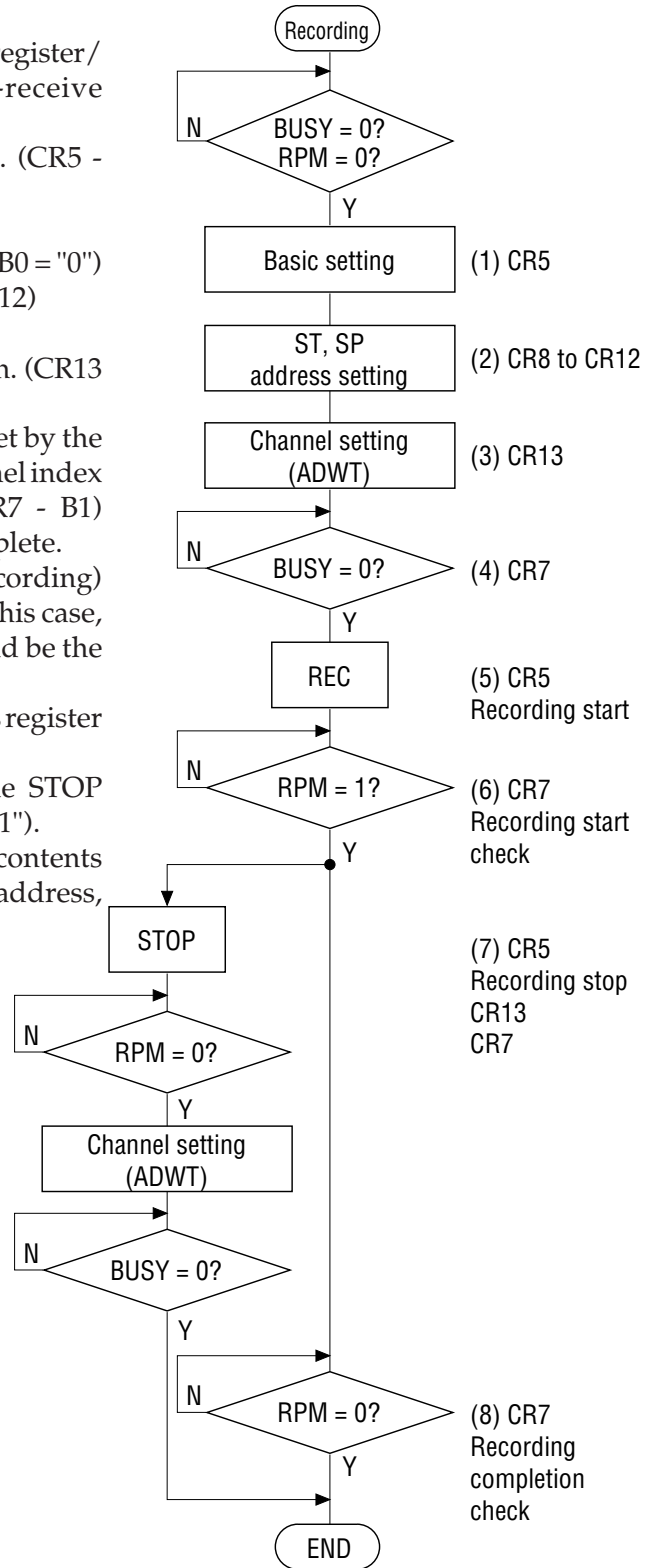 egister/
-receive
. (CR5 -
B0 = "0")
12)
n. (CR13
et by the
nel index
R7 - B1)
plete.
cording)
his case,
d be the
s register
e STOP
1").
contents
address,
Recording
N
BUSY = 0?
RPM = 0?
Y
Basic setting
(1) CR5
ST, SP
address setting
(2) CR8 to CR12
Channel setting
(ADWT)
(3) CR13
N
BUSY = 0?
(4) CR7
Y
REC
(5) CR5
Recording start
N
RPM = 1?
(6) CR7
Recording start
check
Y
STOP
(7) CR5
Recording stop
CR13
CR7
N
RPM = 0?
Y
Channel setting
(ADWT)
N
BUSY = 0?
Y
N
RPM = 0?
(8) CR7
Recording
completion
check
Y
END